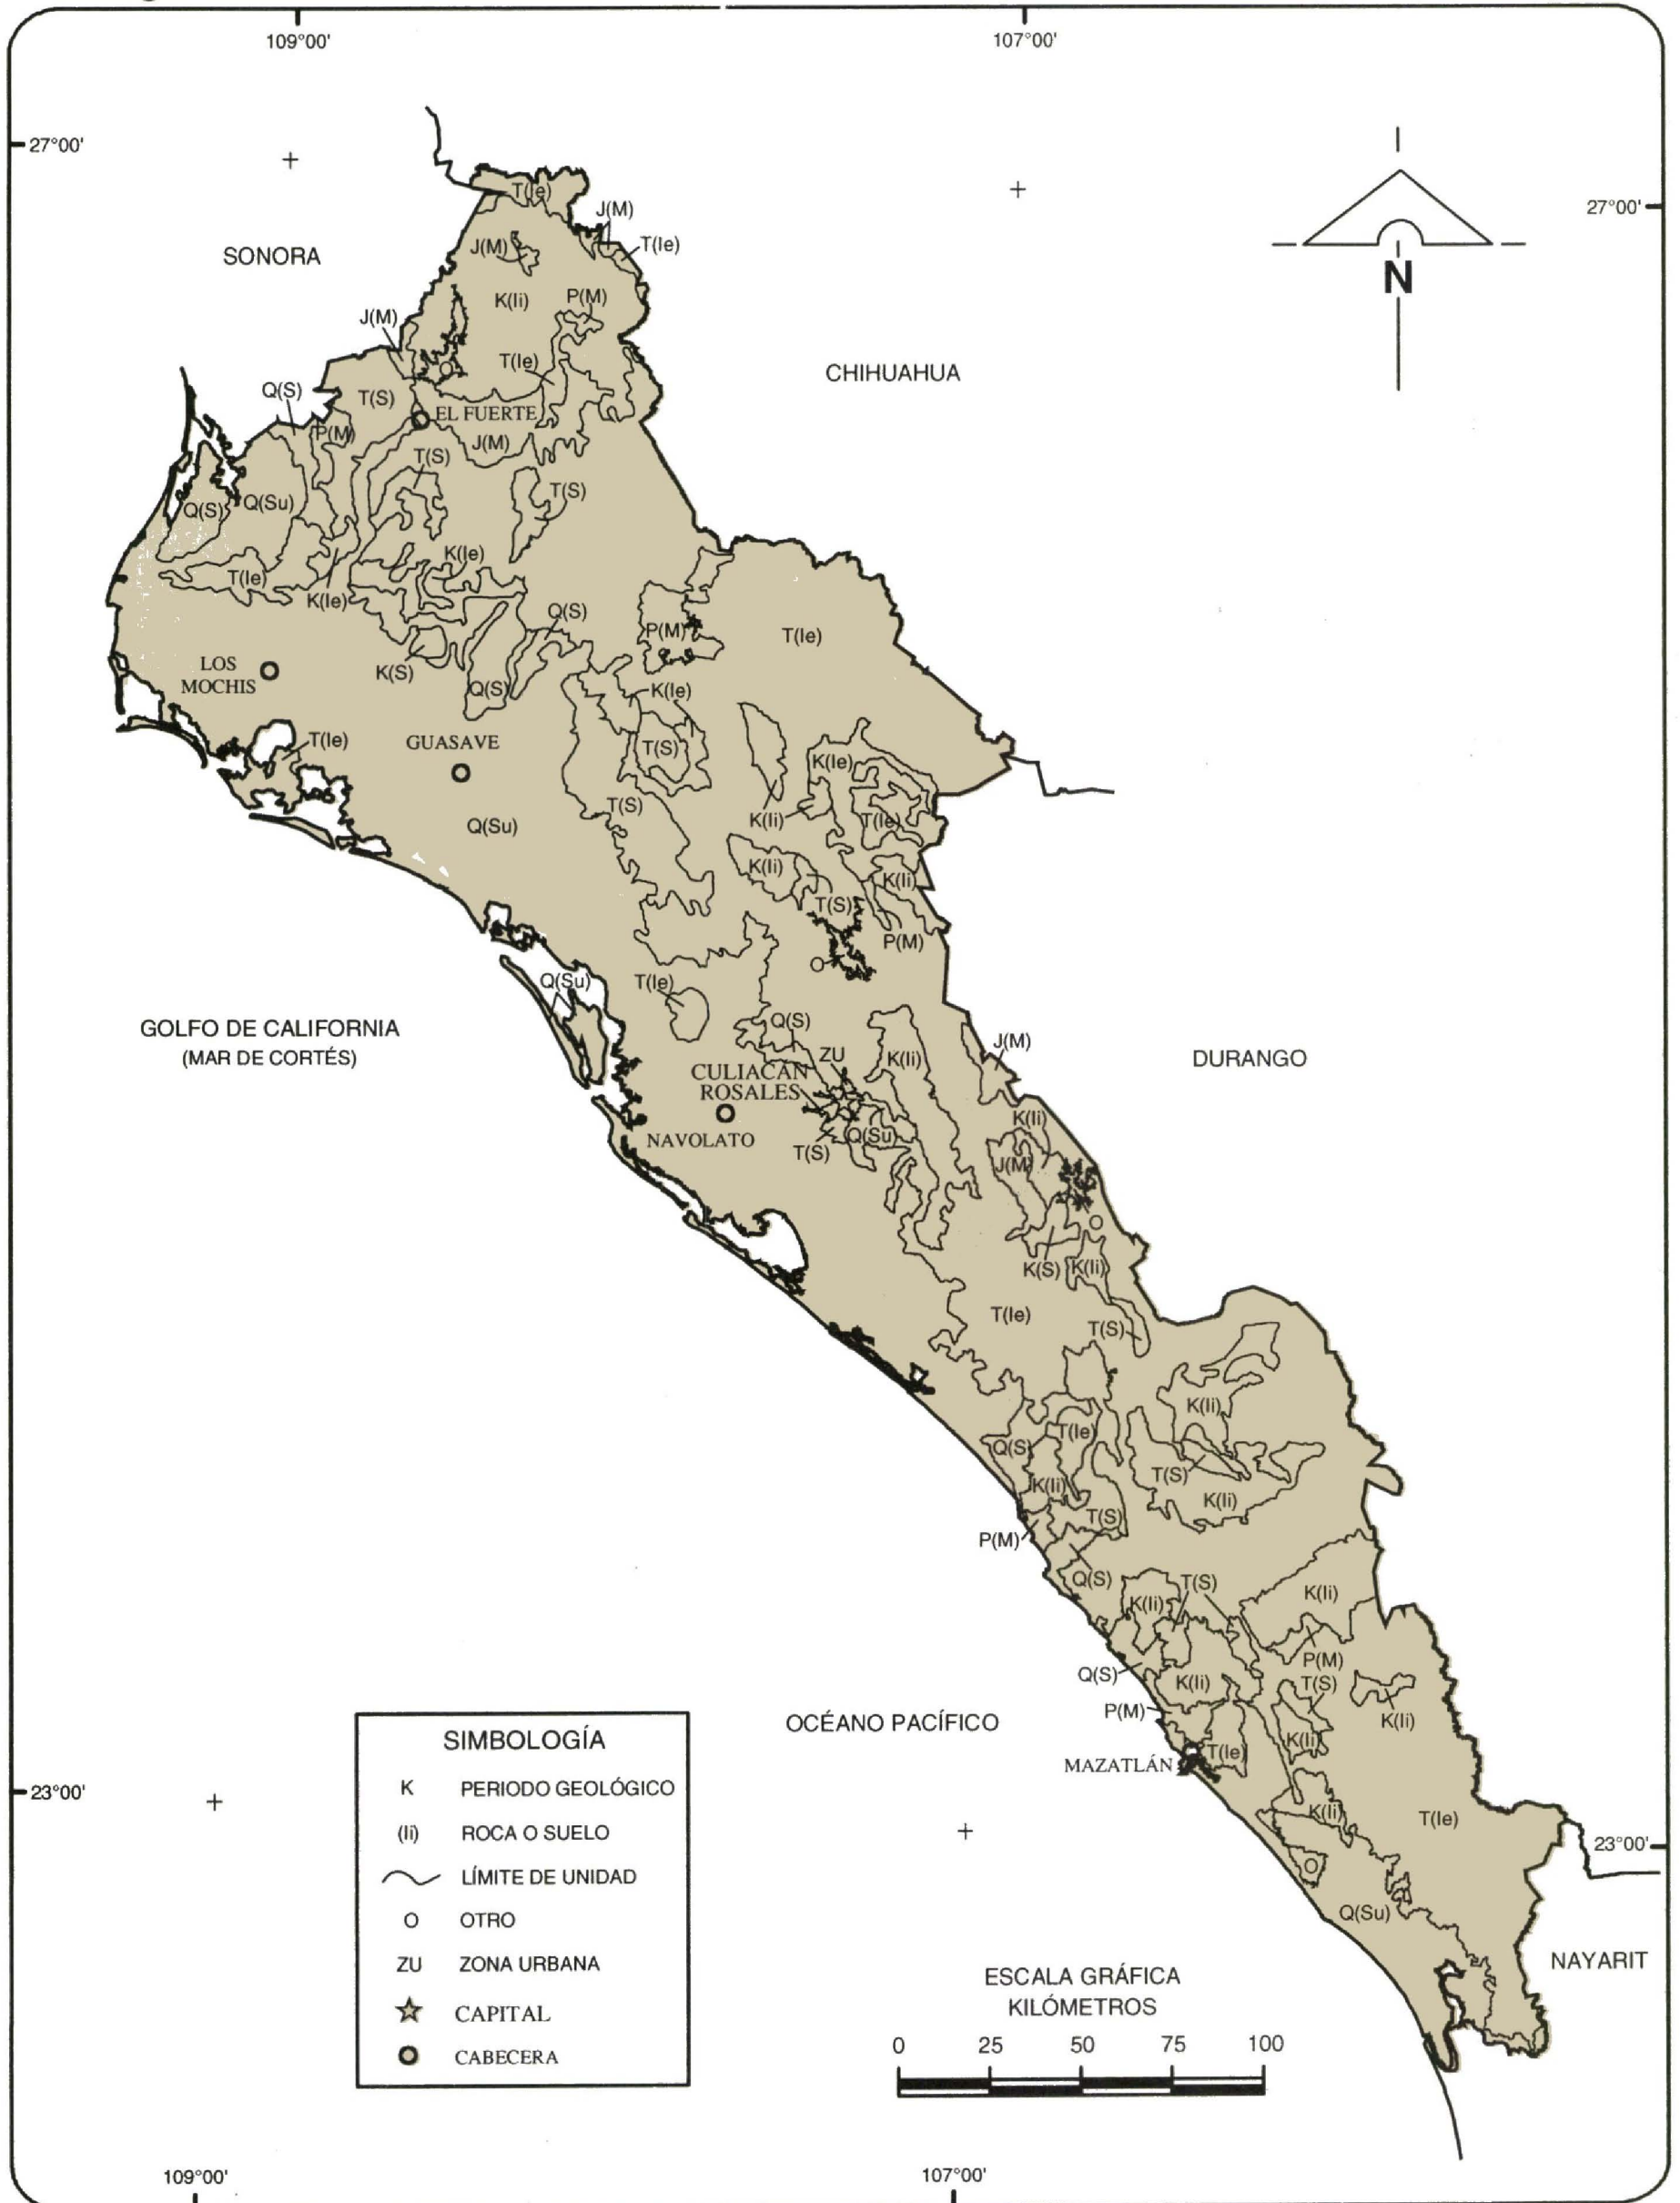 109°00'
107°00'
27°00'
27°00'
T(Ie)
J(M)
J(M)
T(Ie)
SONORA
K(Ii)
P(M)
J(M)
T(Ie)
O
CHIHUAHUA
N
Q(S)
T(S)
EL FUERTE
P(M)
J(M)
T(S)
T(S)
Q(S)
Q(Su)
K(Ie)
T(Ie)
K(Ie)
Q(S)
P(M)
T(Ie)
LOS
MOCHIS
K(S)
Q(S)
K(Ie)
T(Ie)
GUASAVE
T(S)
K(Ie)
T(S)
K(Ii)
T(Ie)
Q(Su)
K(Ii)
K(Ii)
T(S)
P(M)
O
Q(Su)
T(Ie)
GOLFO DE CALIFORNIA
(MAR DE CORTÉS)
Q(S)
ZU
K(Ii)
J(M)
DURANGO
CULIACÁN
ROSALES
NAVOLATO
T(S)
Q(Su)
K(Ii)
J(M)
O
K(S)
K(Ii)
T(Ie)
T(S)
K(Ii)
Q(S)
T(Ie)
T(S)
K(Ii)
K(Ii)
T(S)
P(M)
Q(S)
T(S)
K(Ii)
K(Ii)
P(M)
Q(S)
K(Ii)
T(S)
P(M)
K(Ii)
OCÉANO PACÍFICO
K(Ii)
T(Ie)
MAZATLÁN
K(Ii)
T(Ie)
O
Q(Su)
23°00'
23°00'
NAYARIT
SIMBOLOGÍA
K PERIODO GEOLÓGICO
(Ii) ROCA O SUELO
LÍMITE DE UNIDAD
O OTRO
ZU ZONA URBANA
CAPITAL
CABECERA
ESCALA GRÁFICA
KILÓMETROS
0 25 50 75 100
109°00'
107°00'